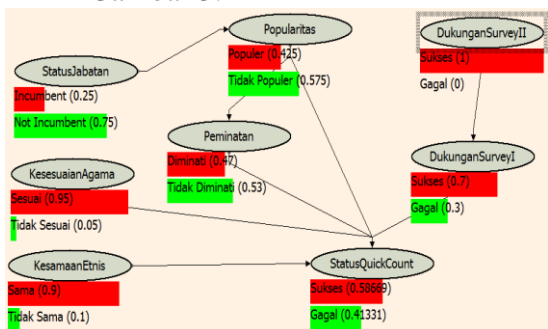 Popularitas
Populer (0.425)
Tidak Populer (0.575)
DukunganSurveyII
Sukses (1)
Gagal (0)
StatusJabatan
Incumbent (0.25)
Not Incumbent (0.75)
Peminatan
Diminati (0.47)
Tidak Diminati (0.53)
DukunganSurveyI
Sukses (0.7)
Gagal (0.3)
KesesuaianAgama
Sesuai (0.95)
Tidak Sesuai (0.05)
KesamaanEtnis
Sama (0.9)
Tidak Sama (0.1)
StatusQuickCount
Sukses (0.58669)
Gagal (0.41331)